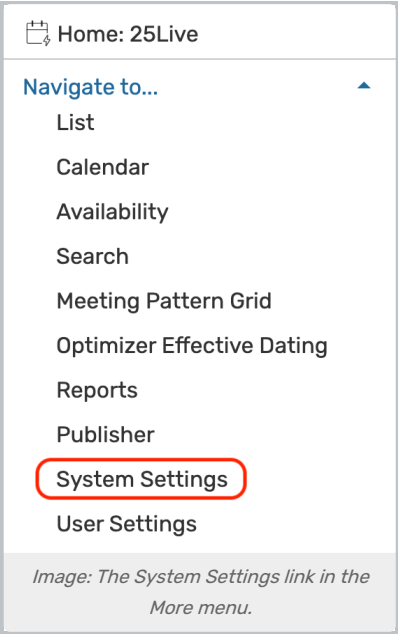 Home: 25Live
Navigate to...
List
Calendar
Availability
Search
Meeting Pattern Grid
Optimizer Effective Dating
Reports
Publisher
System Settings
User Settings
Image: The System Settings link in the
More menu.